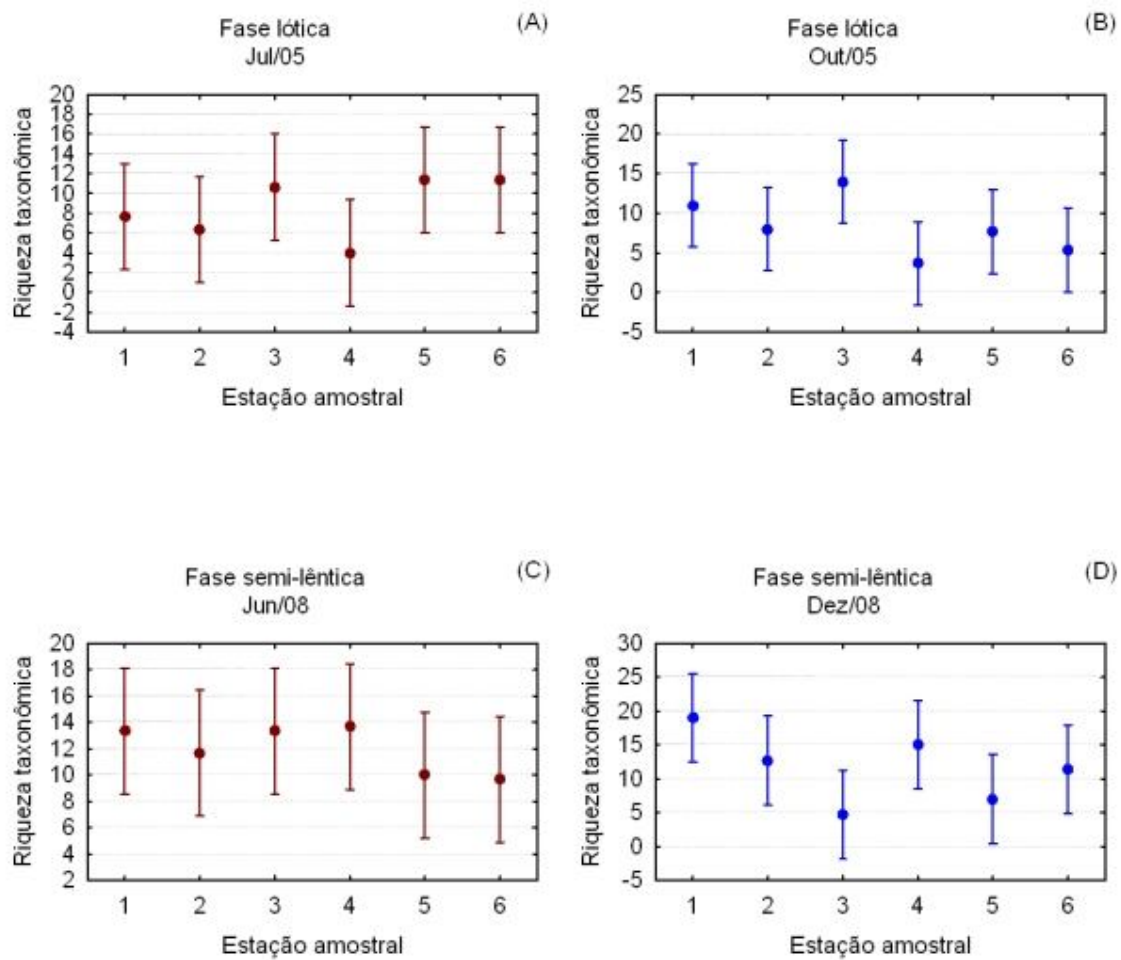 Fase lótica
Jul/05
(A)
Riqueza taxonômica
20
18
16
14
12
10
8
6
4
2
0
-2
-4
1 2 3 4 5 6
Estação amostral
Fase lótica
Out/05
(B)
Riqueza taxonômica
25
20
15
10
5
0
-5
1 2 3 4 5 6
Estação amostral
Fase semi-lêntica
Jun/08
(C)
Riqueza taxonômica
20
18
16
14
12
10
8
6
4
2
1 2 3 4 5 6
Estação amostral
Fase semi-lêntica
Dez/08
(D)
Riqueza taxonômica
30
25
20
15
10
5
0
-5
1 2 3 4 5 6
Estação amostral